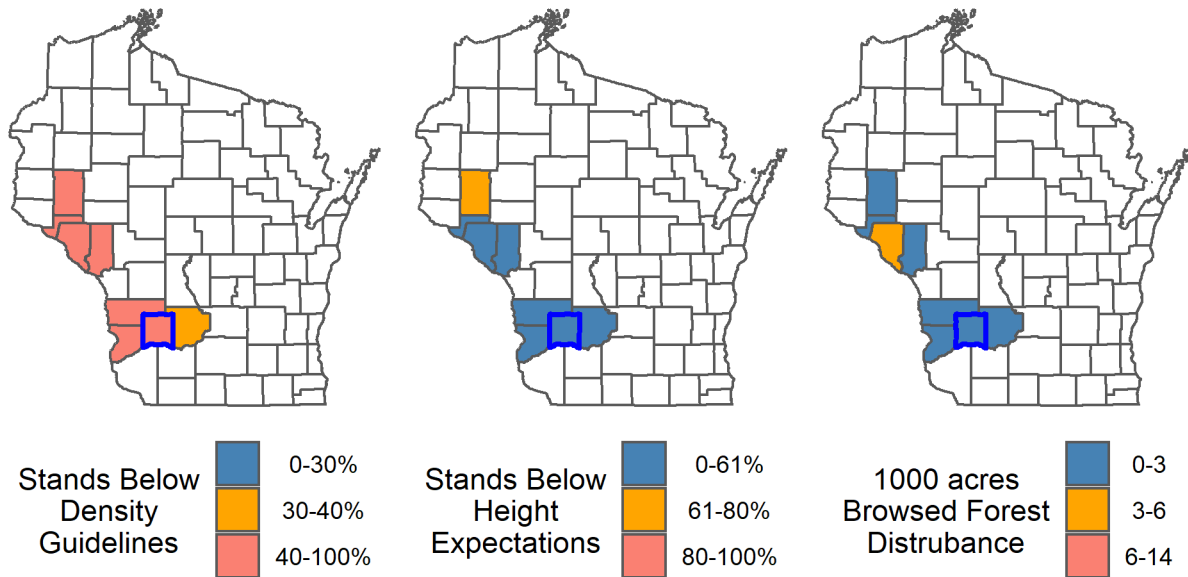 Stands Below
Density
Guidelines
0-30%
30-40%
40-100%
Stands Below
Height
Expectations
0-61%
61-80%
80-100%
1000 acres
Browsed Forest
Distrubance
0-3
3-6
6-14